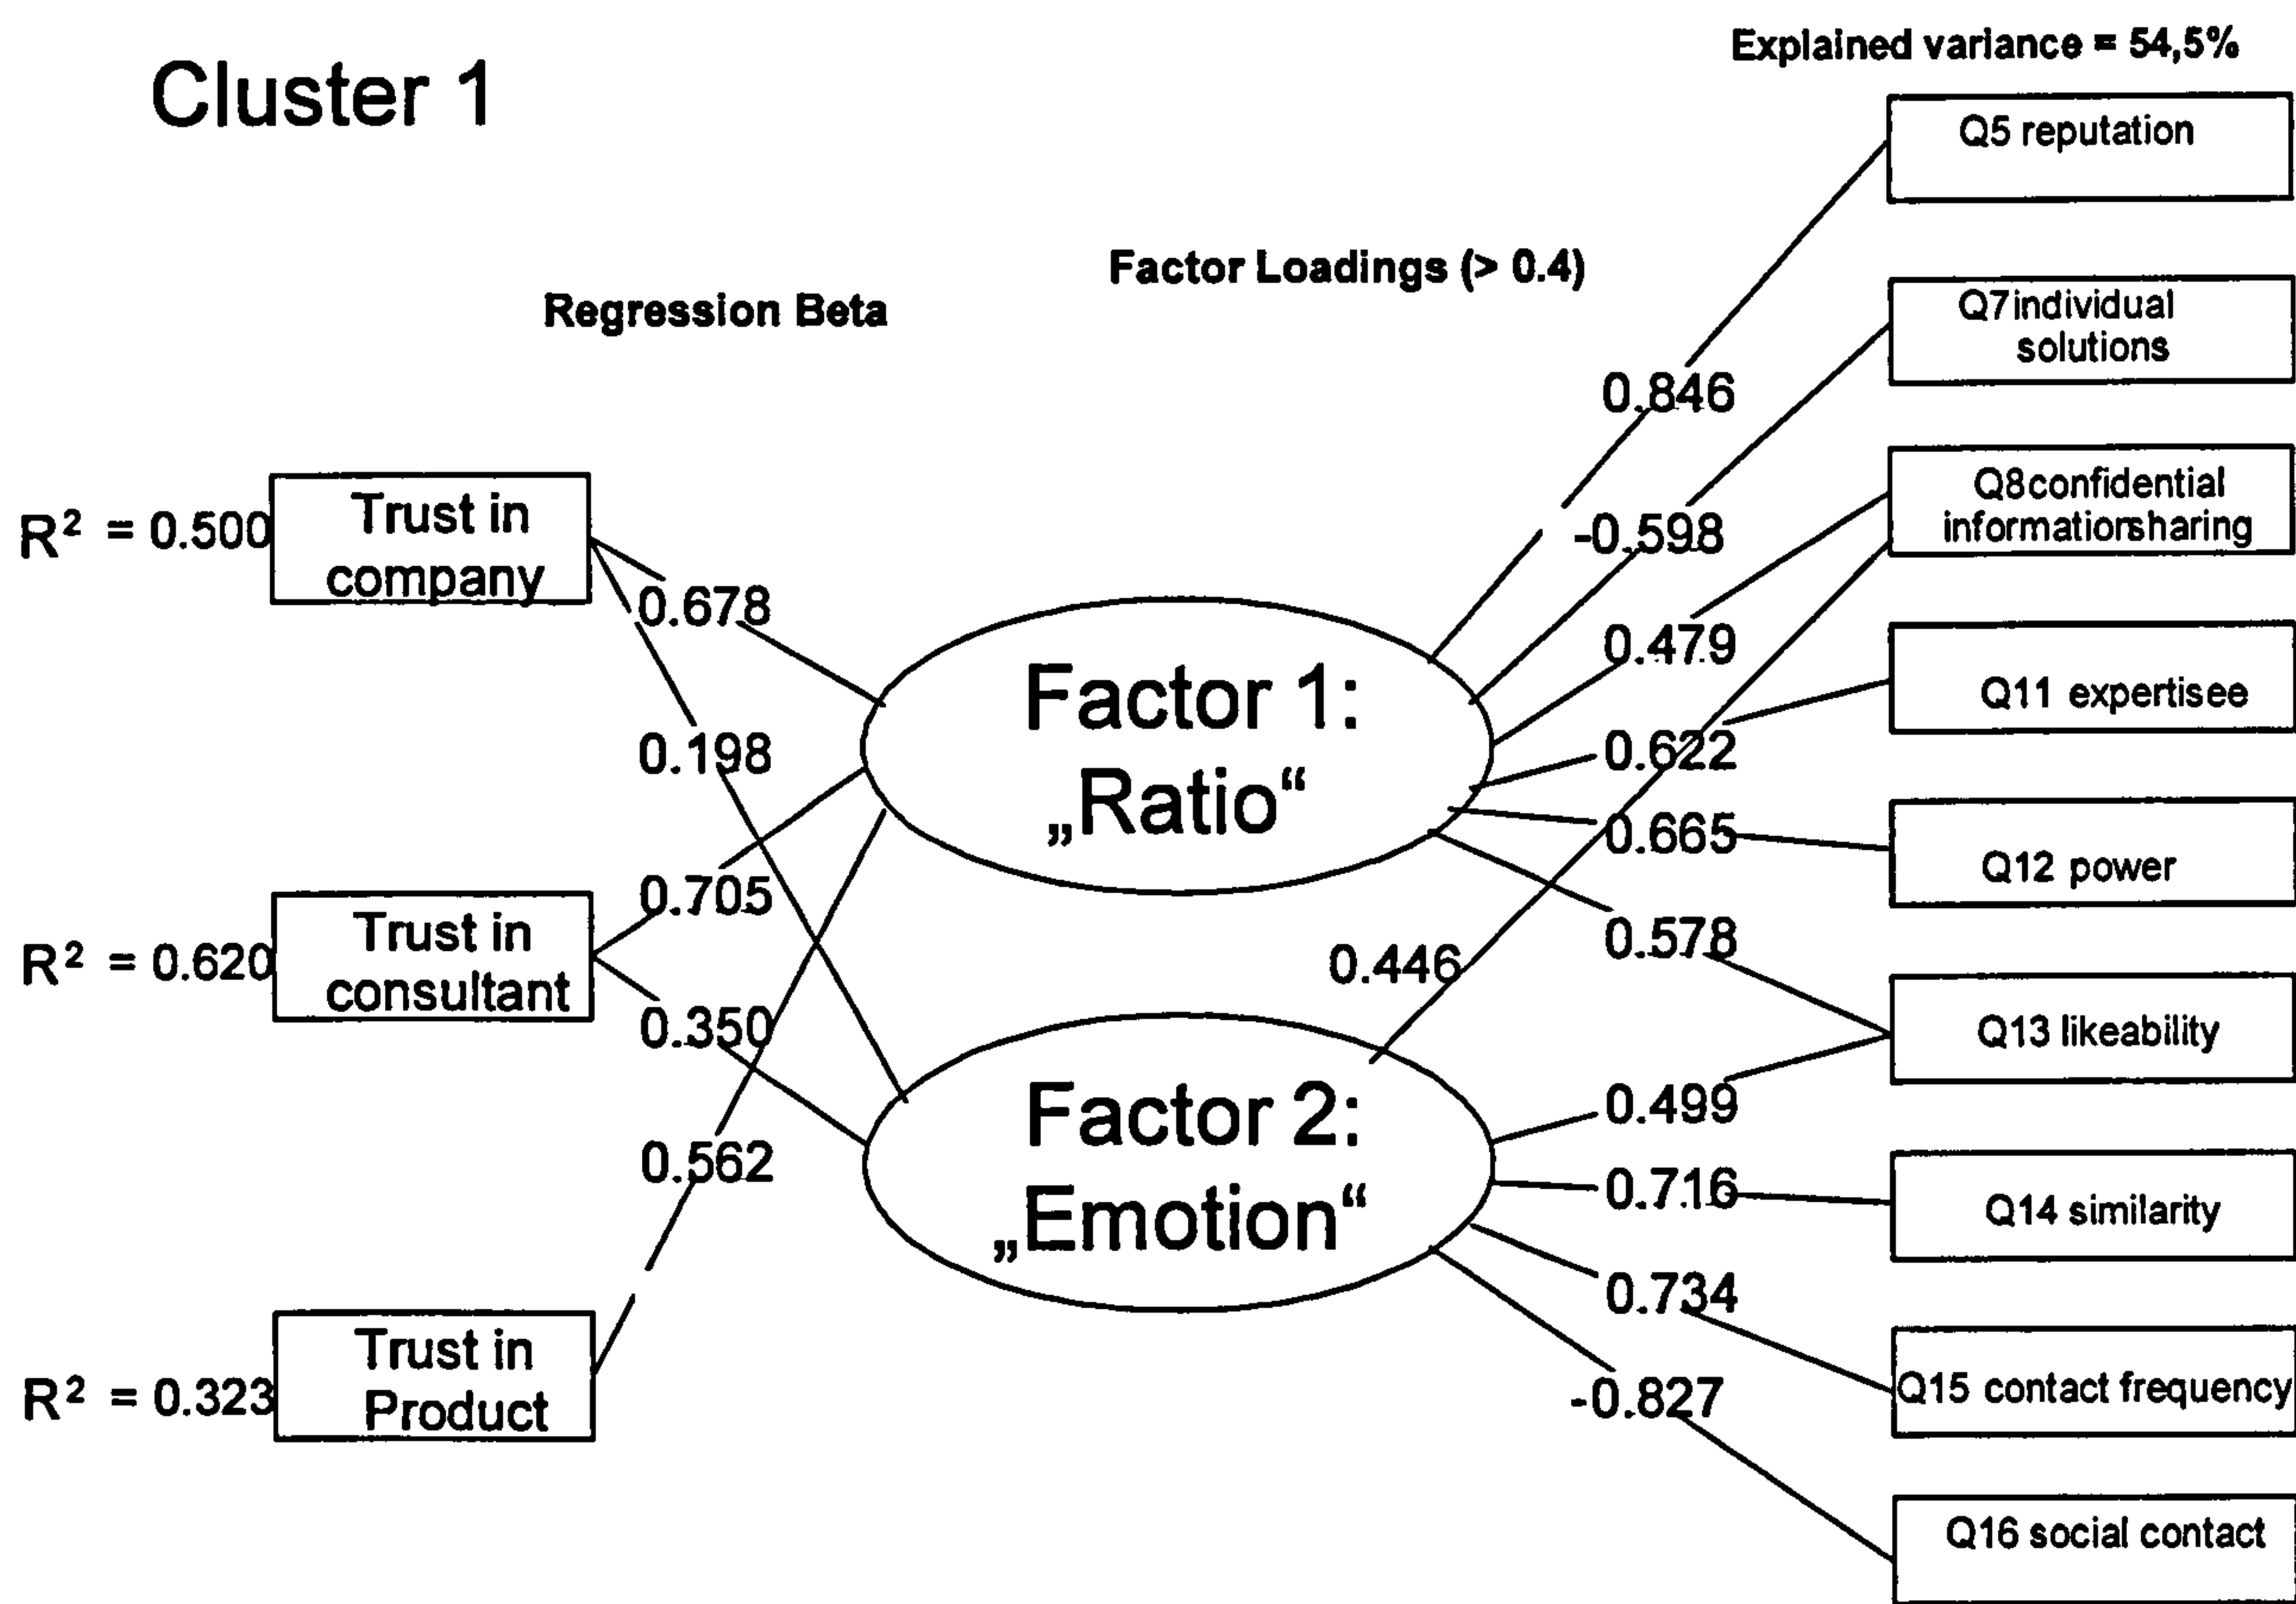 Cluster 1
Explained variance = 54,5%
Regression Beta
Factor Loadings (> 0.4)
R² = 0.500
Trust in
company
R² = 0.620
Trust in
consultant
R² = 0.323
Trust in
Product
0.678
0.198
0.705
0.350
0.562
Factor 1:
„Ratio“
Factor 2:
„Emotion“
0.846
-0.598
0.479
0.622
0.665
0.578
0.446
0.499
0.716
0.734
-0.827
Q5 reputation
Q7individual
solutions
Q8confidential
informationsharing
Q11 expertisee
Q12 power
Q13 likeability
Q14 similarity
Q15 contact frequency
Q16 social contact